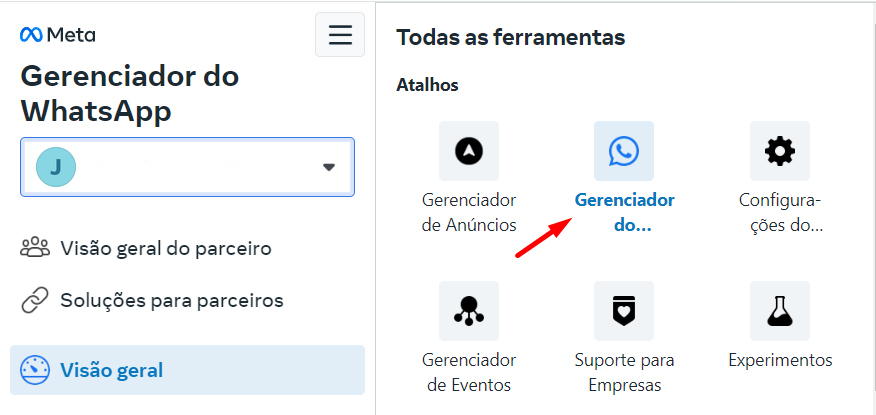 Meta
Gerenciador do
WhatsApp
J
Visão geral do parceiro
Soluções para parceiros
Visão geral
Todas as ferramentas
Atalhos
Gerenciador
de Anúncios
Gerenciador
do...
Configura-
ções do...
Gerenciador
de Eventos
Suporte para
Empresas
Experimentos